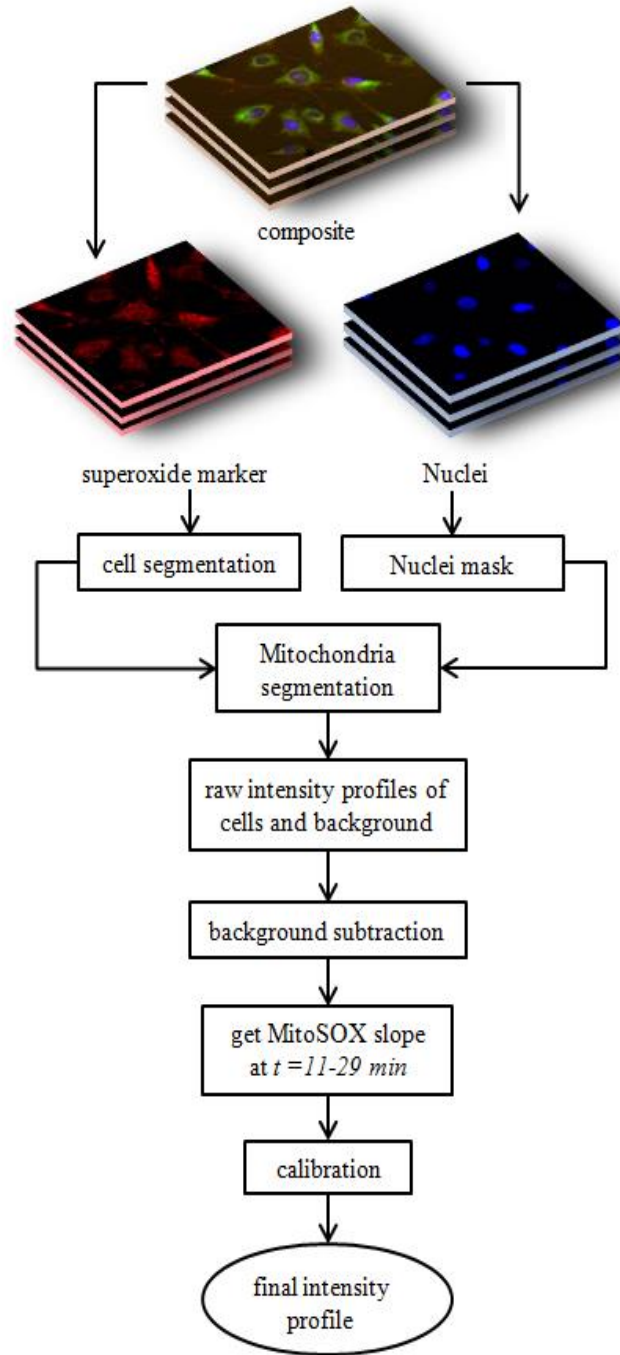 composite
superoxide marker
Nuclei
cell segmentation
Nuclei mask
Mitochondria
segmentation
raw intensity profiles of
cells and background
background subtraction
get MitoSOX slope
at t =11-29 min
calibration
final intensity
profile